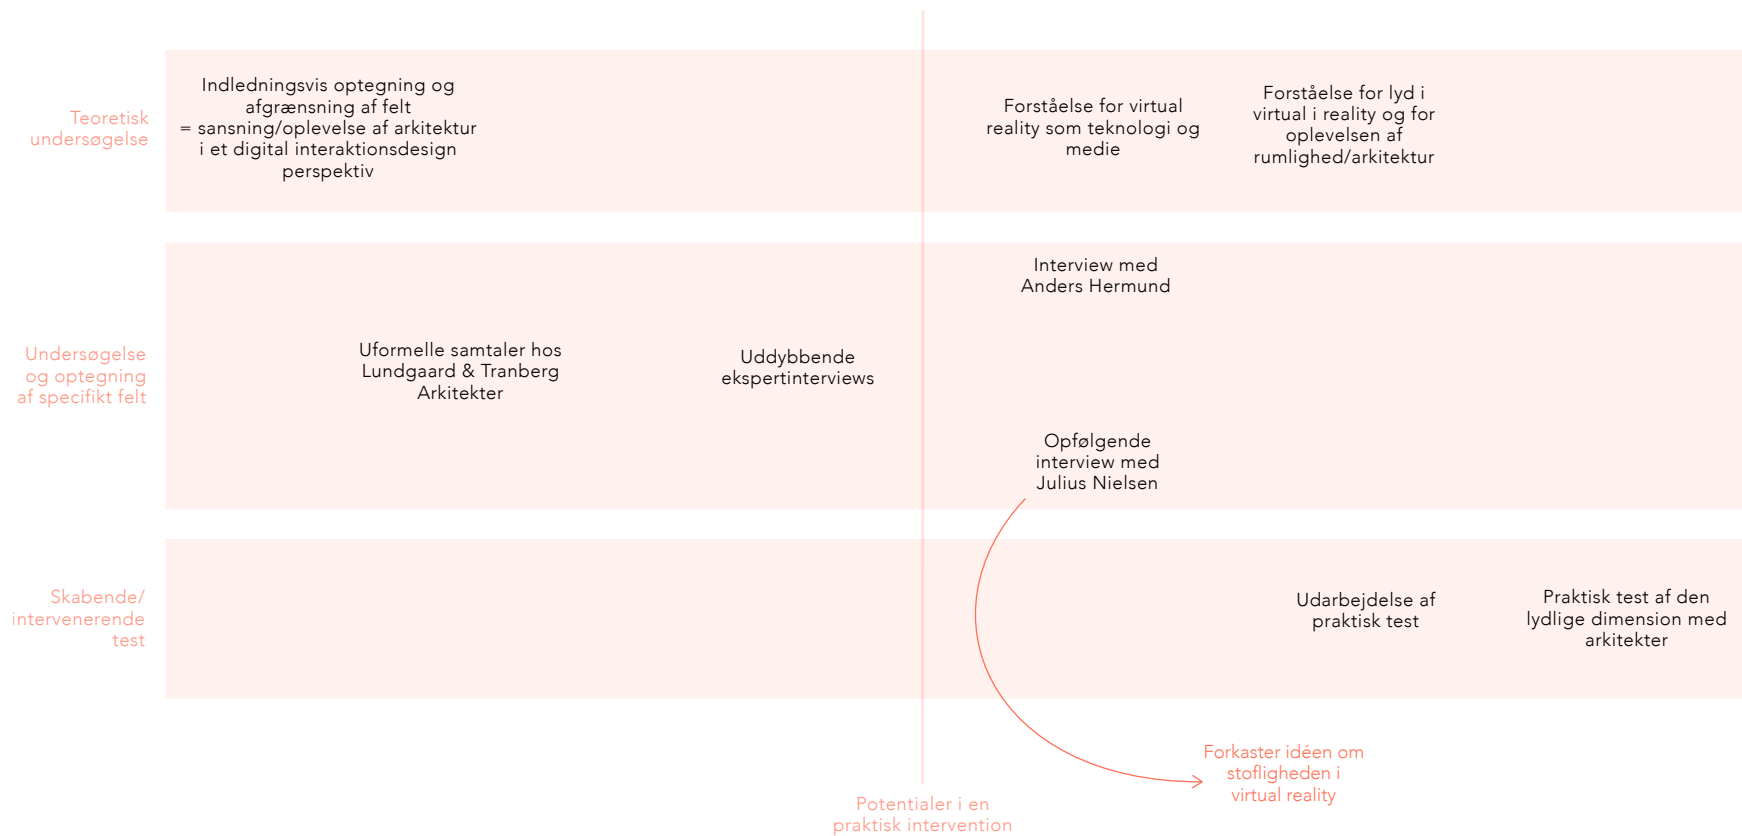 Teoretisk
undersøgelse
Indledningsvis optegning og
afgrænsning af felt
= sansning/oplevelse af arkitektur
i et digital interaktionsdesign
perspektiv
Forståelse for virtual
reality som teknologi og
medie
Forståelse for lyd i
virtual i reality og for
oplevelsen af
rumlighed/arkitektur
Undersøgelse
og optegning
af specifikt felt
Uformelle samtaler hos
Lundgaard & Tranberg
Arkitekter
Uddybbende
ekspertinterviews
Interview med
Anders Hermund
Opfølgende
interview med
Julius Nielsen
Skabende/
intervenerende
test
Udarbejdelse af
praktisk test
Praktisk test af den
lydlige dimension med
arkitekter
Forkaster idéen om
stofligheden i
virtual reality
Potentialer i en
praktisk intervention